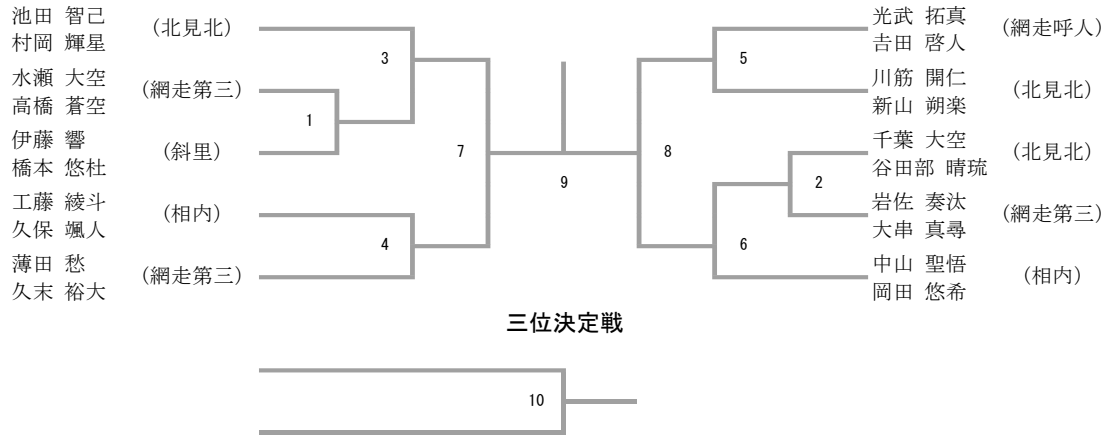 池田 智己
村岡 輝星
(北見北)
水瀬 大空
高橋 蒼空
(網走第三)
伊藤 響
橋本 悠杜
(斜里)
工藤 綾斗
久保 颯人
(相内)
薄田 愁
久末 裕大
(網走第三)
3
1
7
4
9
光武 拓真
𠮷田 啓人
(網走呼人)
川筋 開仁
新山 朔楽
(北見北)
千葉 大空
谷田部 晴琉
(北見北)
岩佐 奏汰
大串 真尋
(網走第三)
中山 聖悟
岡田 悠希
(相内)
5
8
2
6
三位決定戦
10